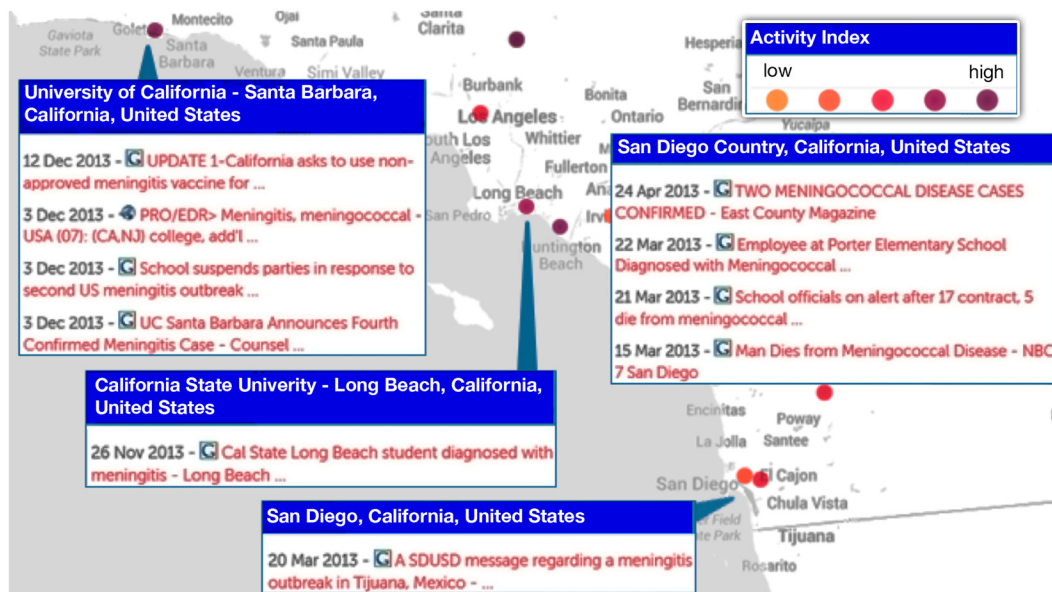 Santa
Clarita
Montecito
Ojai
Goleta
Gaviota
State Park
Santa
Barbara
Santa Paula
Ventura
Simi Valley
Hesperia
Activity Index
low
high
Burbank
Bonita
San
Bernardin
Los Angeles
Ontario
Yucaipa
outh Los
Angeles
Whittier
Fullerton
Long Beach
San Pedro
Ana
Irv
Huntington
Beach
University of California - Santa Barbara,
California, United States
12 Dec 2013 - G UPDATE 1-California asks to use non-
approved meningitis vaccine for ...
3 Dec 2013 - PRO/EDR> Meningitis, meningococcal -
USA (07): (CA,NJ) college, add'l ...
3 Dec 2013 - G School suspends parties in response to
second US meningitis outbreak ...
3 Dec 2013 - G UC Santa Barbara Announces Fourth
Confirmed Meningitis Case - Counsel ...
San Diego Country, California, United States
24 Apr 2013 - G TWO MENINGOCOCCAL DISEASE CASES
CONFIRMED - East County Magazine
22 Mar 2013 - G Employee at Porter Elementary School
Diagnosed with Meningococcal ...
21 Mar 2013 - G School officials on alert after 17 contract, 5
die from meningococcal ...
15 Mar 2013 - G Man Dies from Meningococcal Disease - NBC
7 San Diego
California State Univerity - Long Beach, California,
United States
26 Nov 2013 - G Cal State Long Beach student diagnosed with
meningitis - Long Beach ...
Encinitas
Poway
La Jolla
Santee
San Diego
El Cajon
Chula Vista
er Field
te Park
Tijuana
Rosarito
San Diego, California, United States
20 Mar 2013 - G A SDUSD message regarding a meningitis
outbreak in Tijuana, Mexico - ...